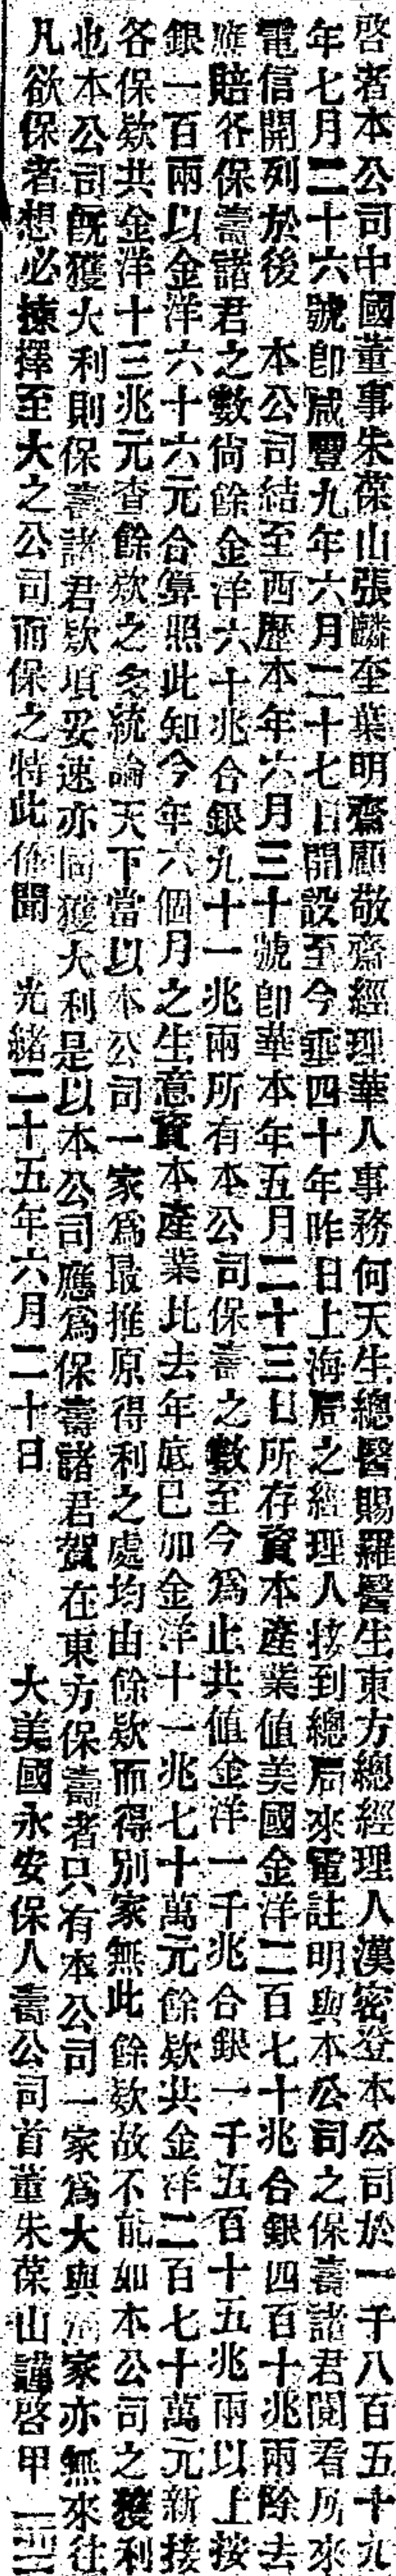 啓者本公司中國董事朱葆山張麟奎葉明齋顧敬齋經理華人事務何天生總醫賜羅醫生東方總經理人漢密登本公司於一千八百五十九
年七月二十六號卽咸豐九年六月二十七日開設至今垂四十年昨日上海局之經理人接到總局來電註明與本公司之保壽諸君閱看所來
電信開列於後　本公司結至西歷本年六月三十號卽華本年五月二十三日所存資本產業值美國金洋二百七十兆合銀四百十兆兩除去
應賠各保壽諸君之數尙餘金洋六十兆合銀九十一兆兩所有本公司保壽之數至今爲止共值金洋一千兆合銀一千五百十五兆兩以上按
銀一百兩以金洋六十六元合算照此知今年六個月之生意資本產業比去年底已加金洋十一兆七十萬元餘欵共金洋二百七十萬元新接
各保欵共金洋十三兆元查餘欵之多統論天下當以本公司一家爲最推原得利之處均由餘欵而得別家無此餘欵故不能如本公司之獲利
也本公司旣獲大利則保壽諸君欵項妥速亦同獲大利是以本公司應爲保壽諸君賀在東方保壽者只有本公司一家爲大與別家亦無來往
凡欲保者想必揀擇至大之公司而保之特此佈聞　光緒二十五年六月二十日　大美國永安保人壽公司首董朱葆山謹啓甲